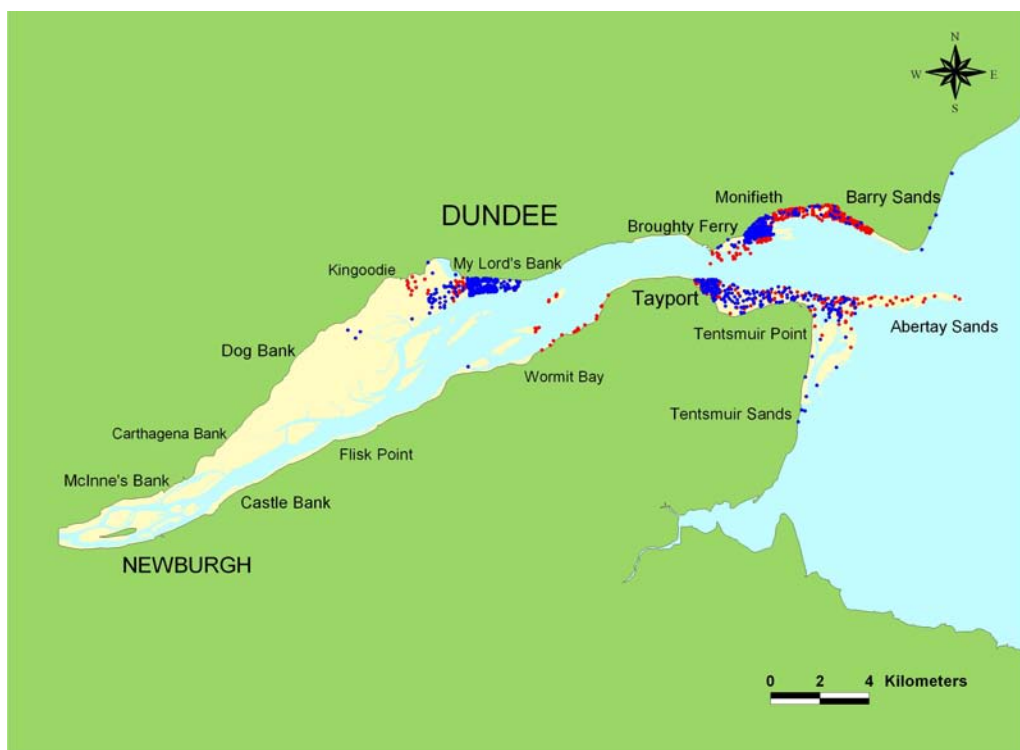 N
W E
S
Monifieth
Barry Sands
DUNDEE
Broughty Ferry
Kingoodie
My Lord's Bank
Tayport
Abertay Sands
Tentsmuir Point
Dog Bank
Wormit Bay
Tentsmuir Sands
Carthagena Bank
Flisk Point
McInne's Bank
Castle Bank
NEWBURGH
0 2 4 Kilometers